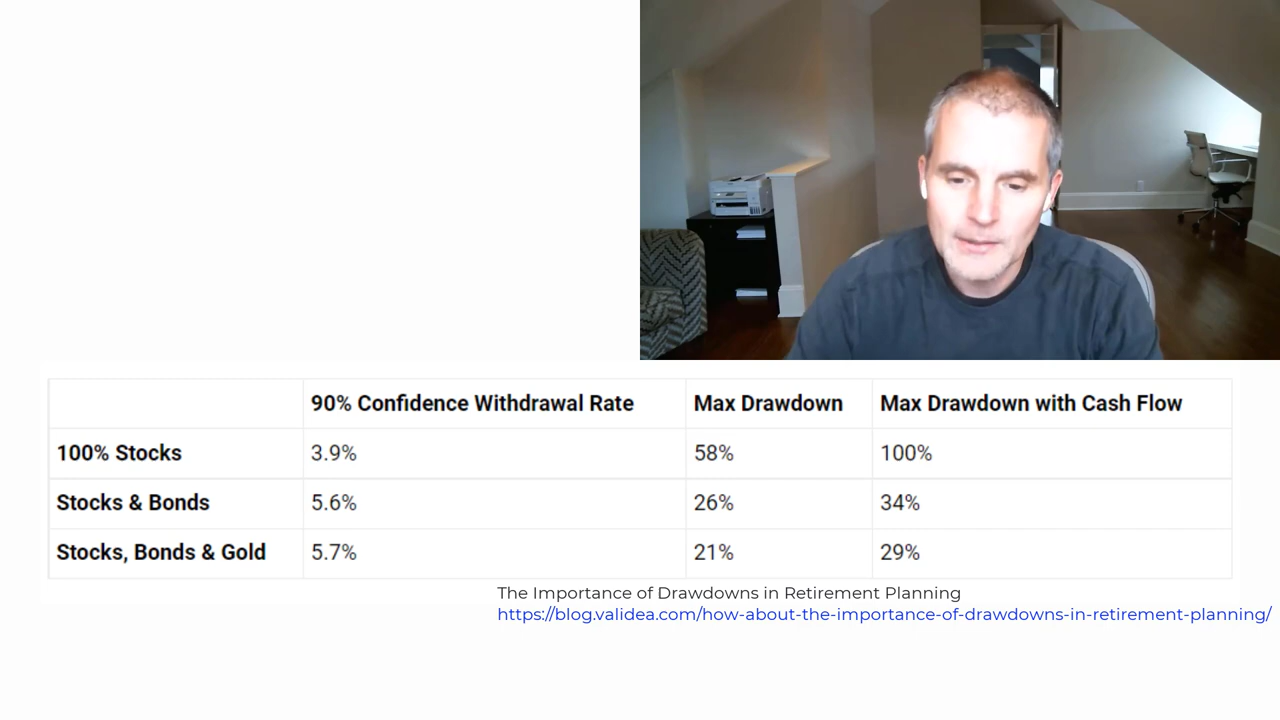 90% Confidence Withdrawal Rate Max Drawdown Max Drawdown with Cash Flow
100% Stocks 3.9% 58% 100%
Stocks & Bonds 5.6% 26% 34%
Stocks, Bonds & Gold 5.7% 21% 29%
The Importance of Drawdowns in Retirement Planning
https://blog.validea.com/how-about-the-importance-of-drawdowns-in-retirement-planning/